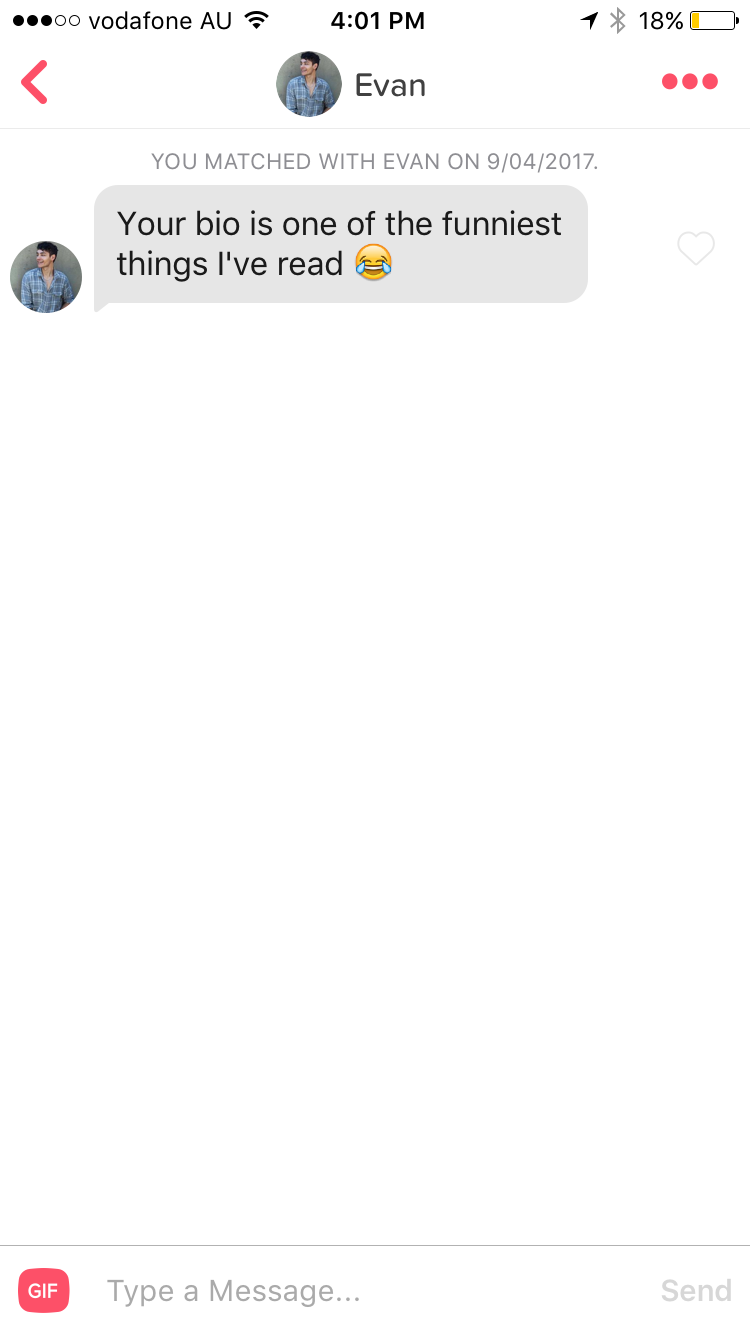 vodafone AU 4:01 PM 18%
Evan
YOU MATCHED WITH EVAN ON 9/04/2017.
Your bio is one of the funniest
things I've read 😂
GIF Type a Message... Send